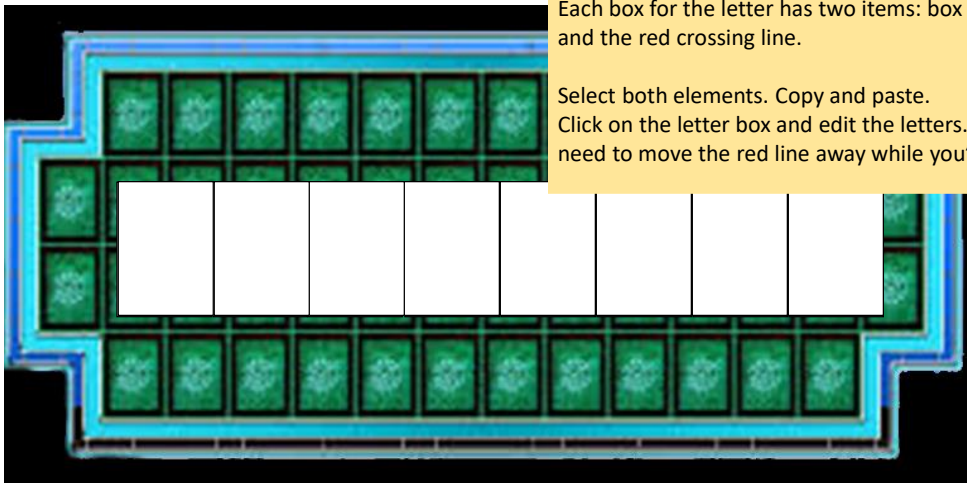 Each box for the letter has two items: box
and the red crossing line.
Select both elements. Copy and paste.
Click on the letter box and edit the letters.
need to move the red line away while you